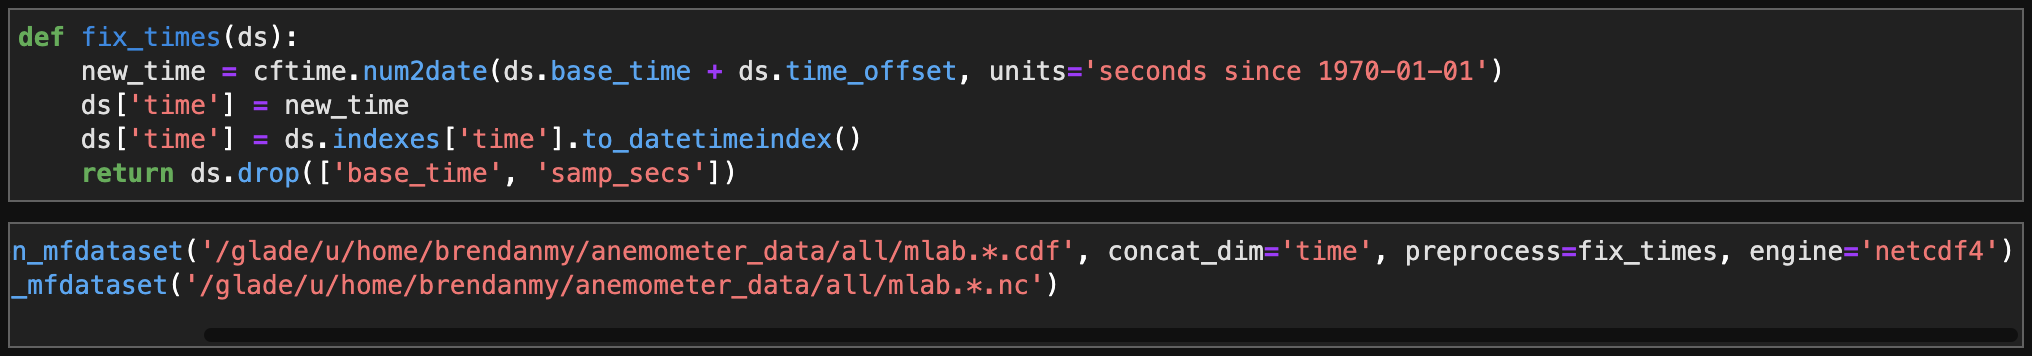 def fix_times(ds):
    new_time = cftime.num2date(ds.base_time + ds.time_offset, units='seconds since 1970-01-01')
    ds['time'] = new_time
    ds['time'] = ds.indexes['time'].to_datetimeindex()
    return ds.drop(['base_time', 'samp_secs'])
n_mfdataset('/glade/u/home/brendanmy/anemometer_data/all/mlab.*.cdf', concat_dim='time', preprocess=fix_times, engine='netcdf4')
_mfdataset('/glade/u/home/brendanmy/anemometer_data/all/mlab.*.nc')